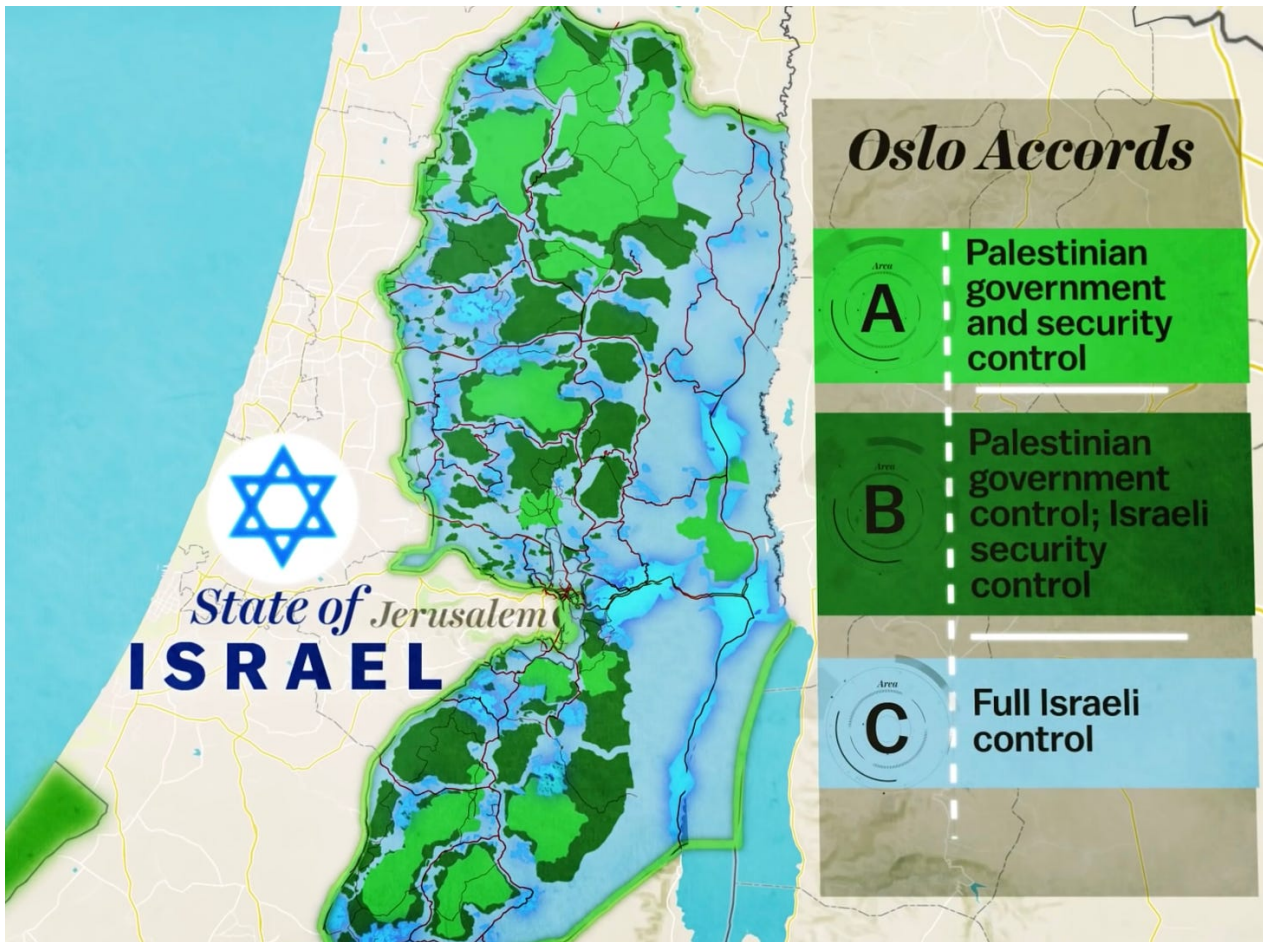 Oslo Accords
Area
A
Palestinian
government
and security
control
Area
B
Palestinian
government
control; Israeli
security
control
Area
C
Full Israeli
control
State of
Jerusalem
ISRAEL